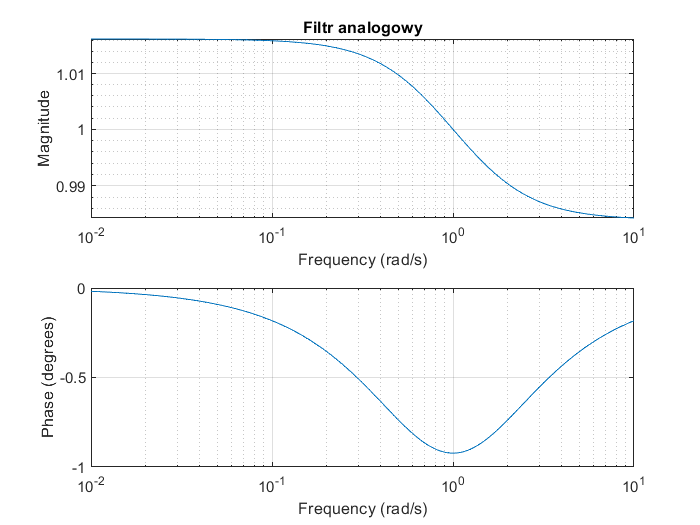 Filtr analogowy
Magnitude
1.01
1
0.99
10^-2
10^-1
10^0
10^1
Frequency (rad/s)
Phase (degrees)
0
-0.5
-1
10^-2
10^-1
10^0
10^1
Frequency (rad/s)